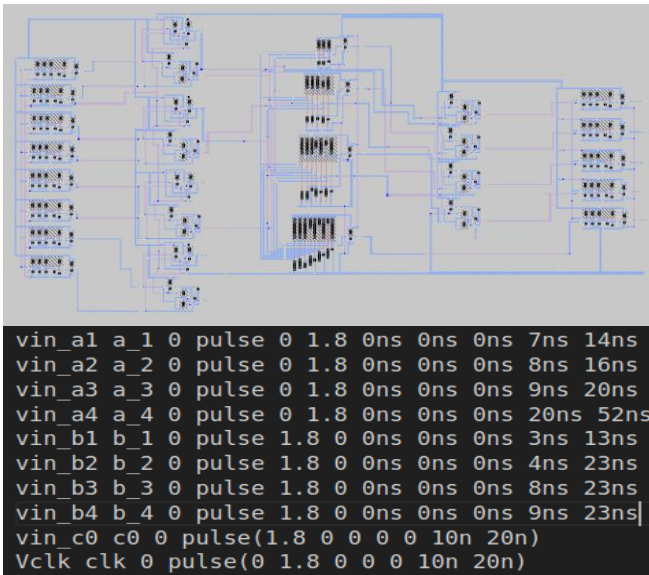 vin_a1 a_1 0 pulse 0 1.8 0ns 0ns 0ns 7ns 14ns
vin_a2 a_2 0 pulse 0 1.8 0ns 0ns 0ns 8ns 16ns
vin_a3 a_3 0 pulse 0 1.8 0ns 0ns 0ns 9ns 20ns
vin_a4 a_4 0 pulse 0 1.8 0ns 0ns 0ns 20ns 52ns
vin_b1 b_1 0 pulse 1.8 0 0ns 0ns 0ns 3ns 13ns
vin_b2 b_2 0 pulse 1.8 0 0ns 0ns 0ns 4ns 23ns
vin_b3 b_3 0 pulse 1.8 0 0ns 0ns 0ns 8ns 23ns
vin_b4 b_4 0 pulse 1.8 0 0ns 0ns 0ns 9ns 23ns
vin_c0 c0 0 pulse(1.8 0 0 0 0 10n 20n)
Vclk clk 0 pulse(0 1.8 0 0 0 10n 20n)